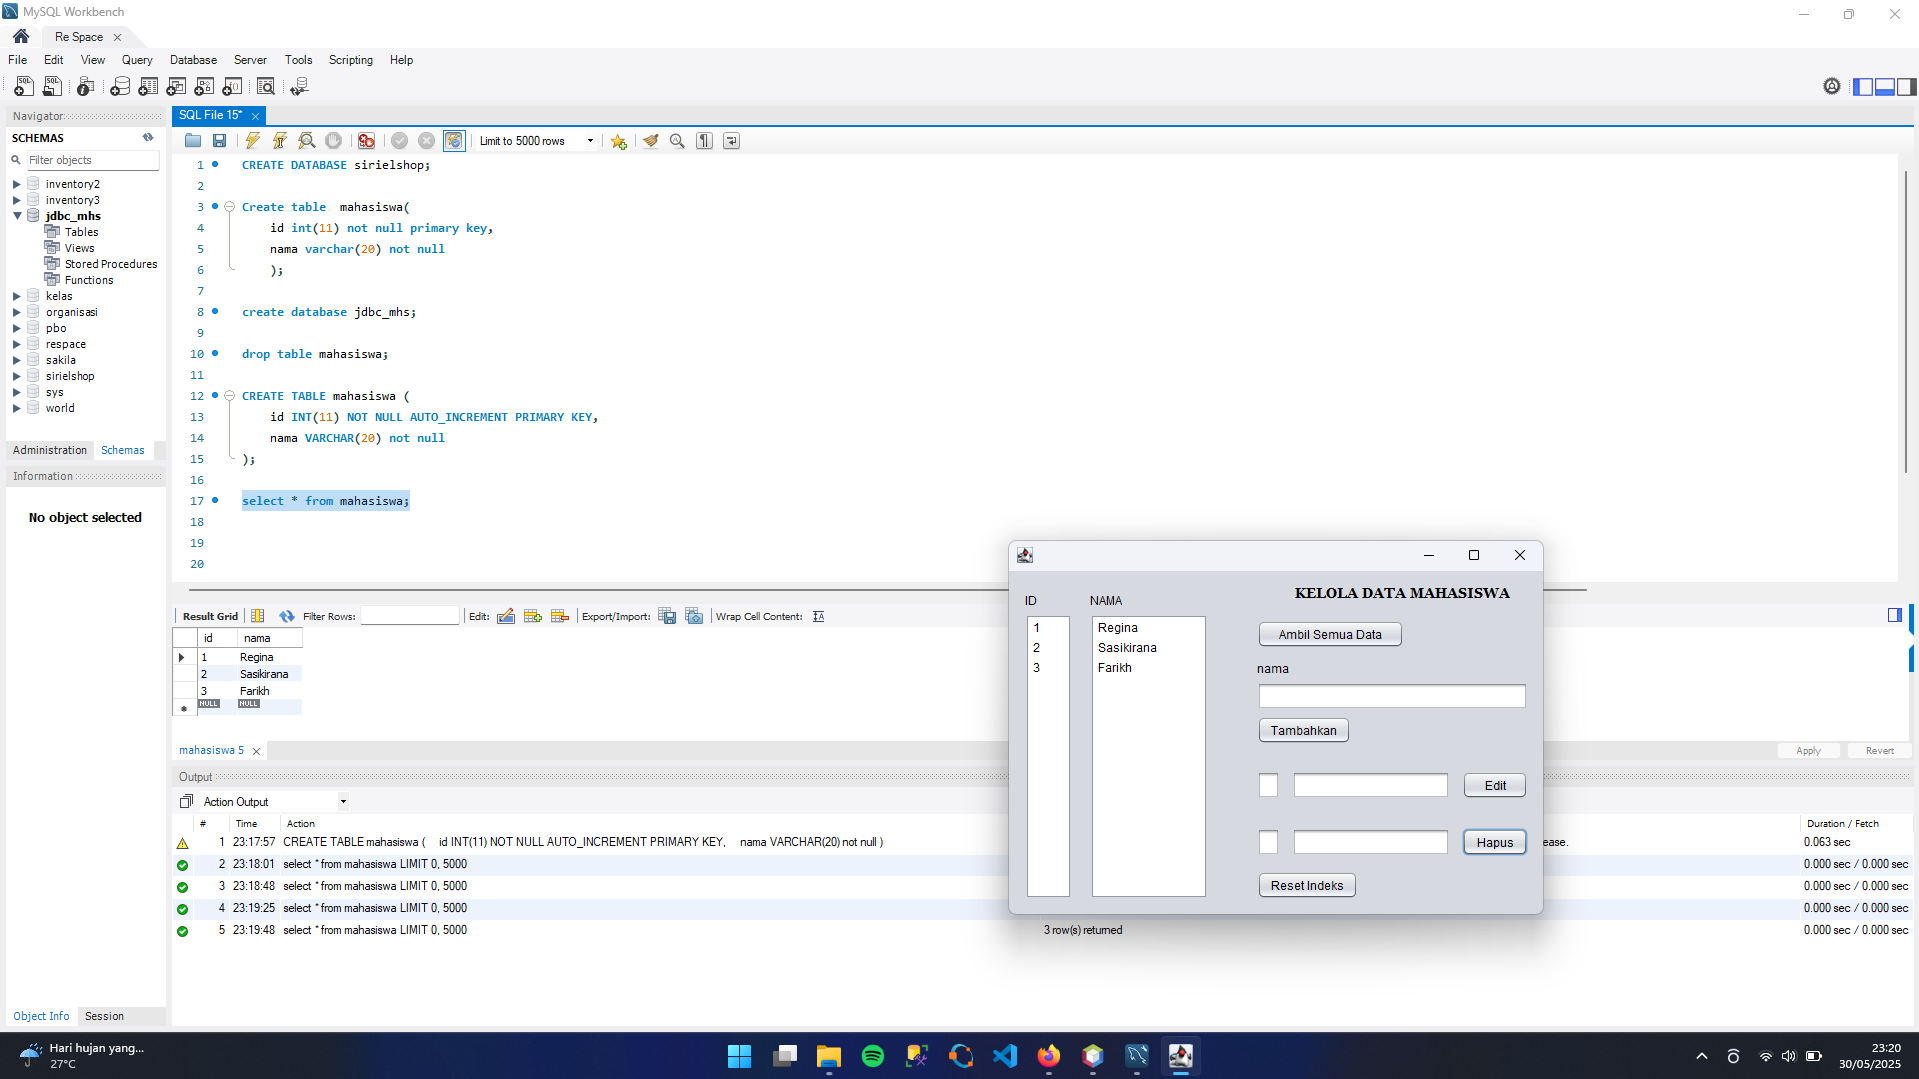 MySQL Workbench
Re Space
File Edit View Query Database Server Tools Scripting Help
Navigator
SCHEMAS
Filter objects
inventory2
inventory3
jdbc_mhs
Tables
Views
Stored Procedures
Functions
kelas
organisasi
pbo
respace
sakila
sirielshop
sys
world
Administration Schemas
Information
No object selected
Object Info Session
SQL File 15*
Limit to 5000 rows
1 CREATE DATABASE sirielshop;
2
3 Create table mahasiswa(
4 id int(11) not null primary key,
5 nama varchar(20) not null
6 );
7
8 create database jdbc_mhs;
9
10 drop table mahasiswa;
11
12 CREATE TABLE mahasiswa (
13 id INT(11) NOT NULL AUTO_INCREMENT PRIMARY KEY,
14 nama VARCHAR(20) not null
15 );
16
17 select * from mahasiswa;
18
19
20
Result Grid Filter Rows: Edit: Export/Import: Wrap Cell Content:
id nama
1 Regina
2 Sasikirana
3 Farikh
NULL NULL
mahasiswa 5
Apply Revert
Output
Action Output
# Time Action Duration / Fetch
1 23:17:57 CREATE TABLE mahasiswa ( id INT(11) NOT NULL AUTO_INCREMENT PRIMARY KEY, nama VARCHAR(20) not null ) ease. 0.063 sec
2 23:18:01 select * from mahasiswa LIMIT 0, 5000 0.000 sec / 0.000 sec
3 23:18:48 select * from mahasiswa LIMIT 0, 5000 0.000 sec / 0.000 sec
4 23:19:25 select * from mahasiswa LIMIT 0, 5000 0.000 sec / 0.000 sec
5 23:19:48 select * from mahasiswa LIMIT 0, 5000 3 row(s) returned 0.000 sec / 0.000 sec
KELOLA DATA MAHASISWA
ID NAMA
1 Regina
2 Sasikirana
3 Farikh
Ambil Semua Data
nama
Tambahkan
Edit
Hapus
Reset Indeks
Hari hujan yang...
27°C
23:20
30/05/2025